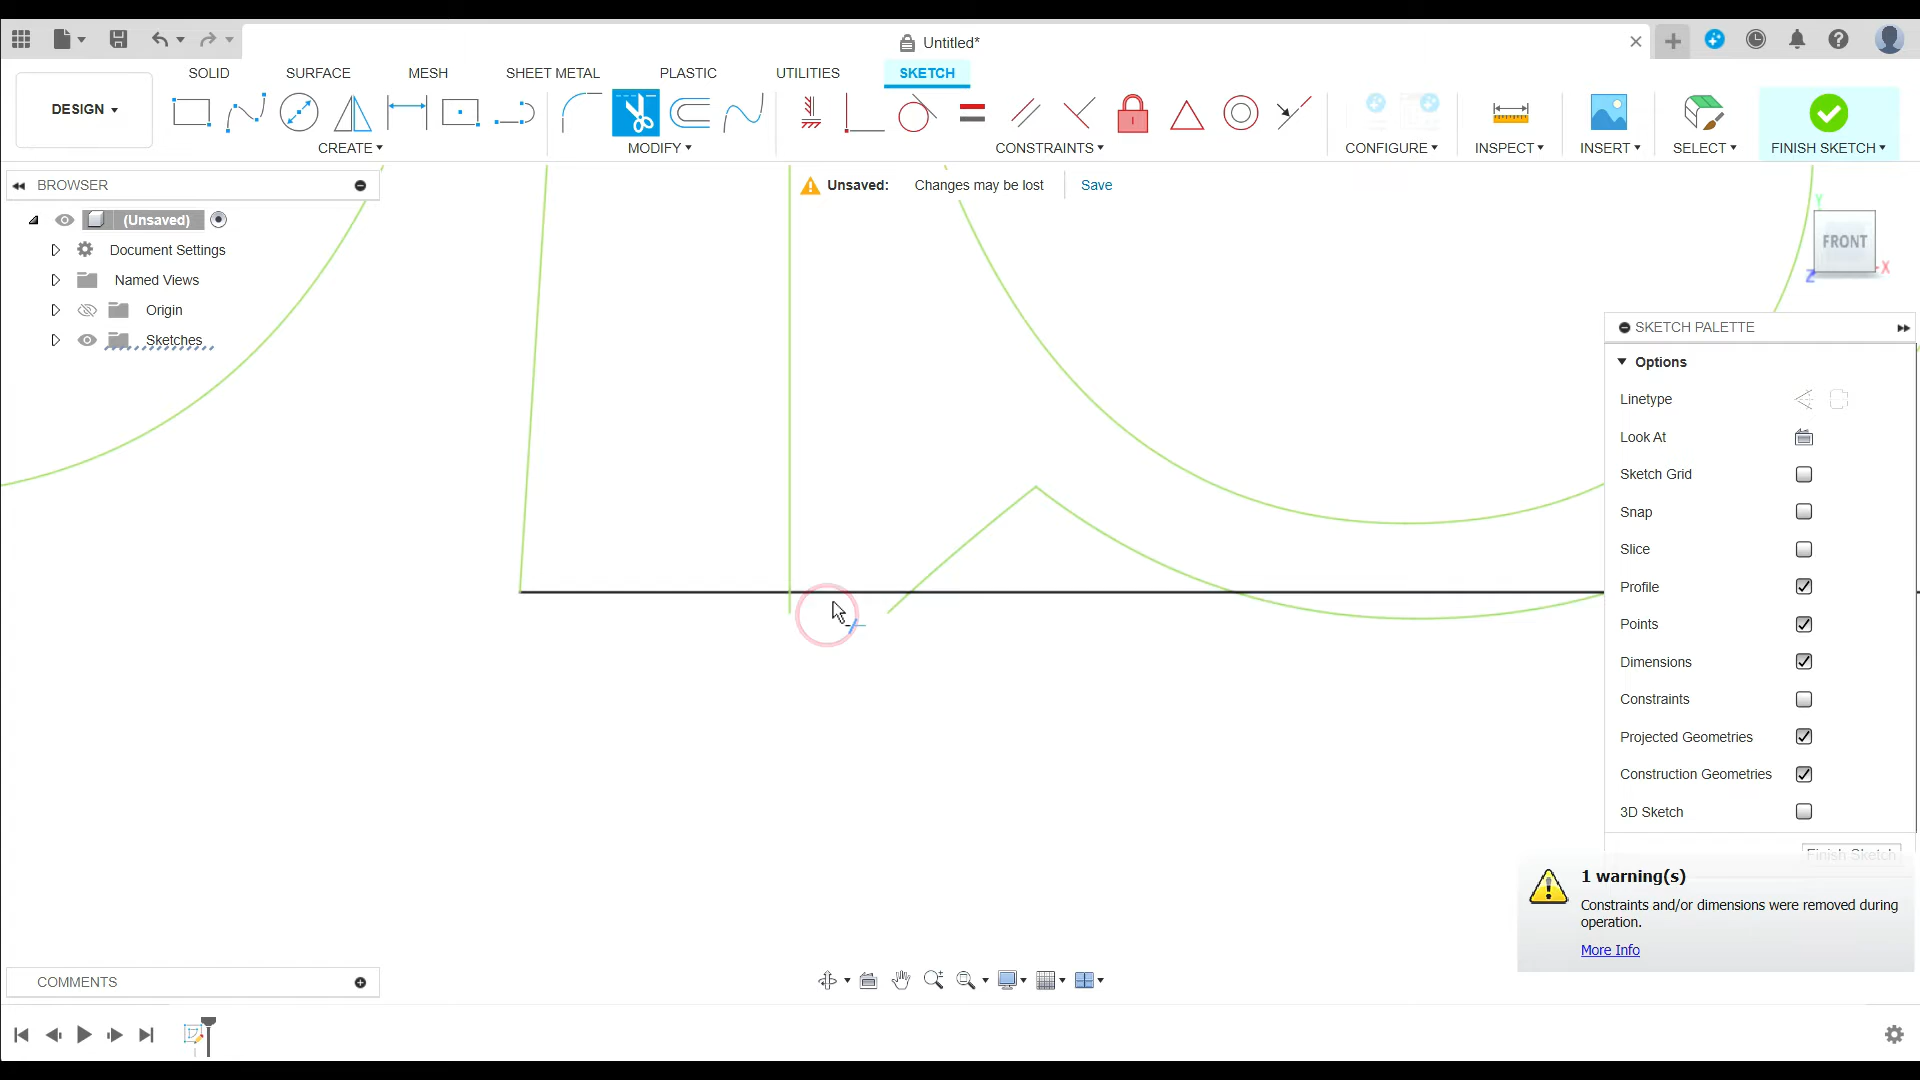 Untitled*
SOLID SURFACE MESH SHEET METAL PLASTIC UTILITIES SKETCH
DESIGN
CREATE MODIFY CONSTRAINTS CONFIGURE INSPECT INSERT SELECT FINISH SKETCH
BROWSER
Unsaved: Changes may be lost Save
(Unsaved)
Document Settings
Named Views
Origin
Sketches
Y
FRONT
X
Z
SKETCH PALETTE
Options
Linetype
Look At
Sketch Grid
Snap
Slice
Profile
Points
Dimensions
Constraints
Projected Geometries
Construction Geometries
3D Sketch
Finish Sketch
1 warning(s)
Constraints and/or dimensions were removed during
operation.
More Info
COMMENTS